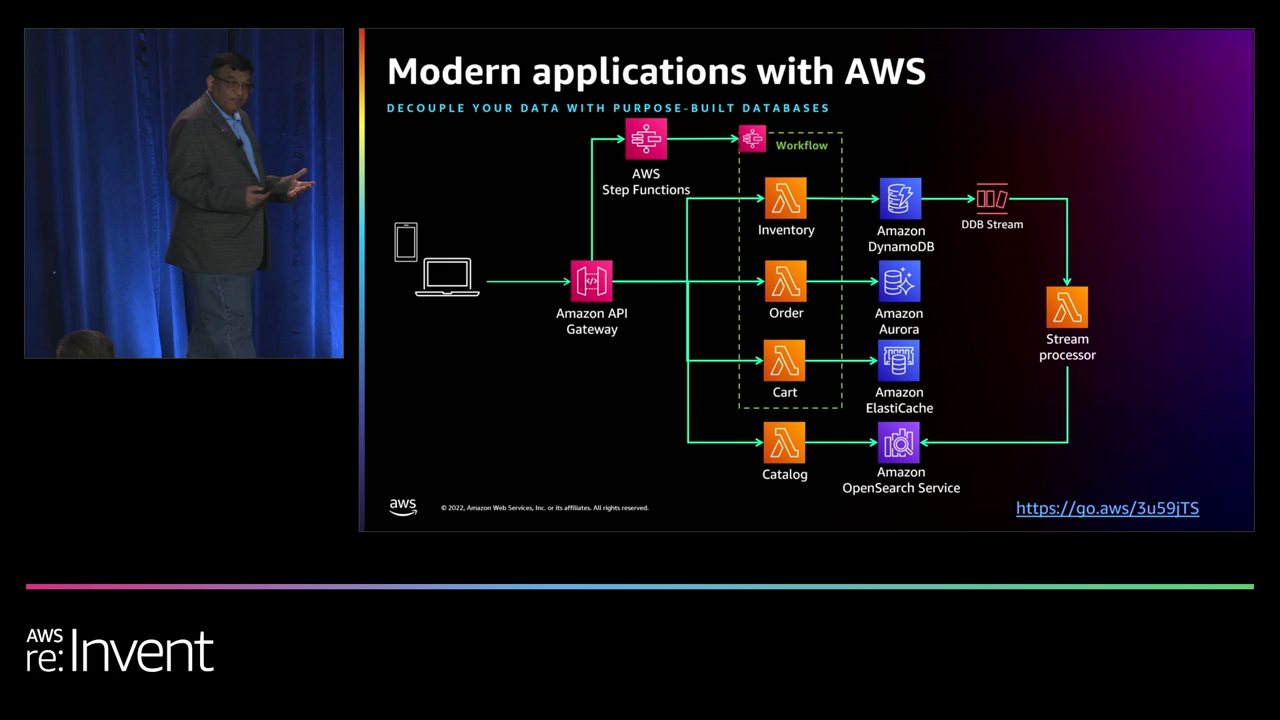 Modern applications with AWS
DECOUPLE YOUR DATA WITH PURPOSE-BUILT DATABASES
Workflow
AWS
Step Functions
Inventory
Amazon
DynamoDB
DDB Stream
Amazon API
Gateway
Order
Amazon
Aurora
Stream
processor
Cart
Amazon
ElastiCache
Catalog
Amazon
OpenSearch Service
aws
© 2022, Amazon Web Services, Inc. or its affiliates. All rights reserved.
https://go.aws/3u59jTS
AWS
re:Invent